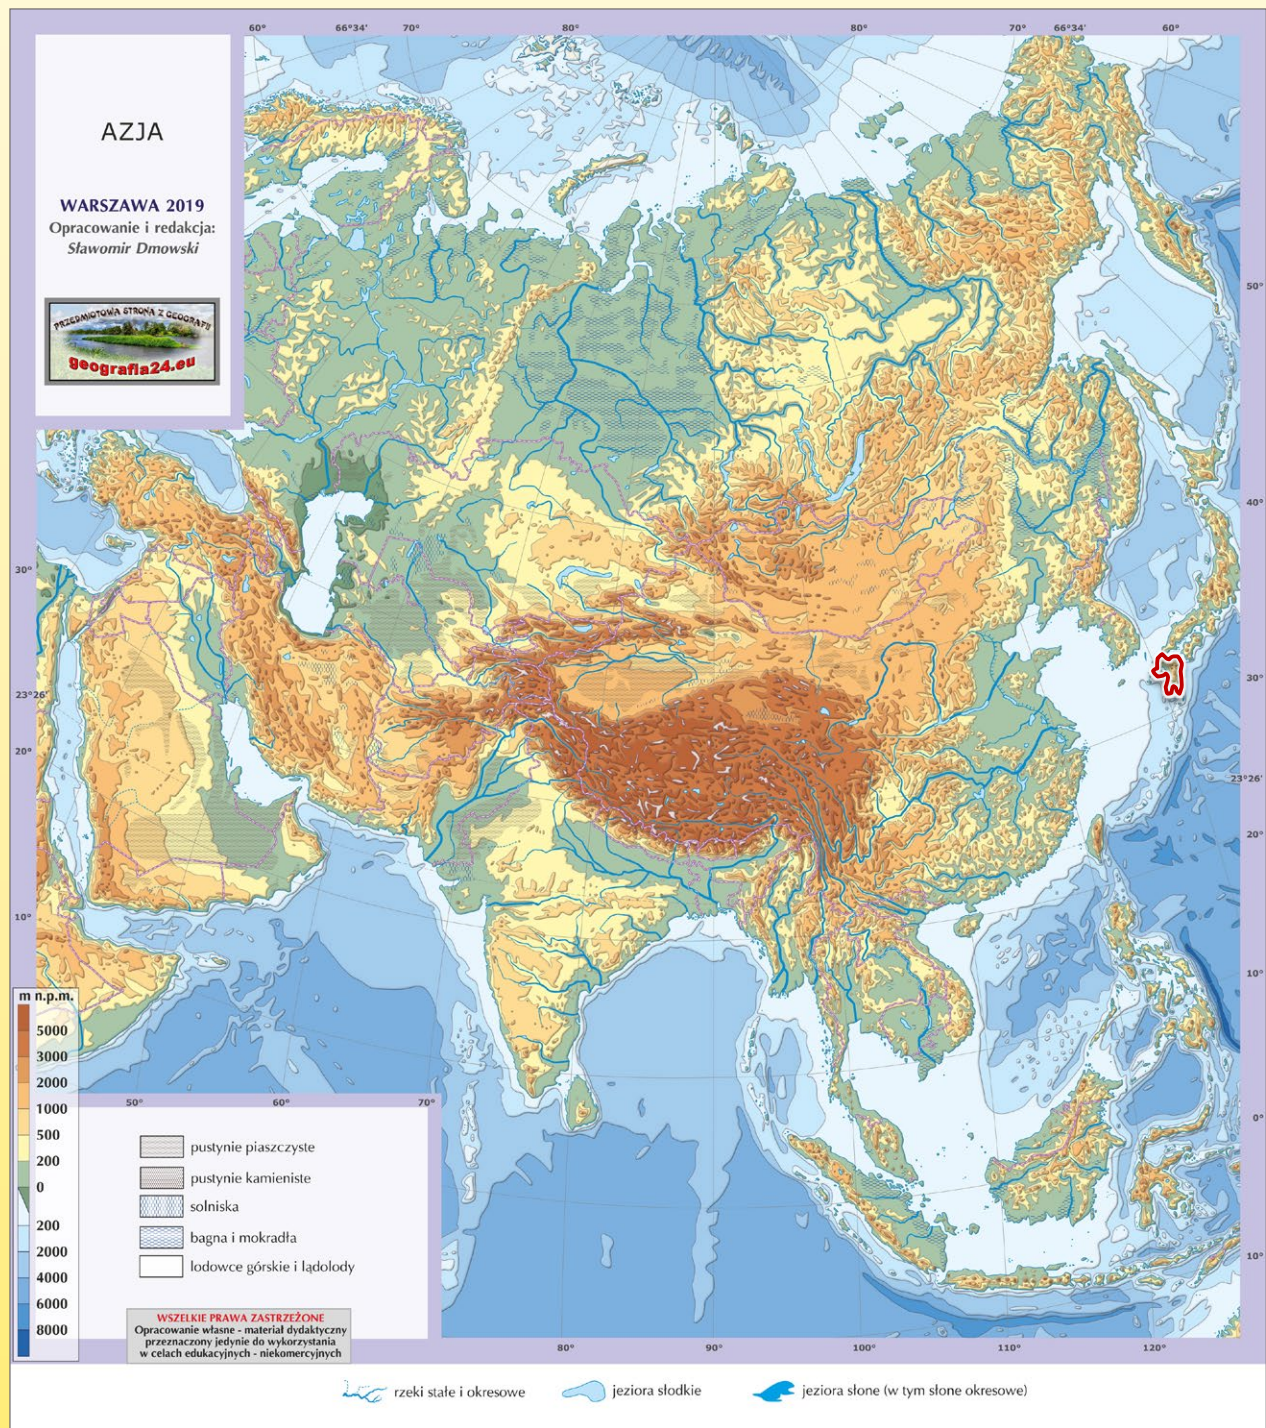 60° 66°34' 70° 80° 80° 70° 66°34' 60°
AZJA
WARSZAWA 2019
Opracowanie i redakcja:
Sławomir Dmowski
PRZEDMIOTOWA STRONA Z GEOGRAFII
geografia24.eu
50°
40°
30°
30°
23°26'
20°
23°26'
20°
10°
10°
m n.p.m.
5000
3000
2000
1000
500
200
0
200
2000
4000
6000
8000
50° 60° 70°
0°
10°
pustynie piaszczyste
pustynie kamieniste
solniska
bagna i mokradła
lodowce górskie i lądolody
WSZELKIE PRAWA ZASTRZEŻONE
Opracowanie własne - materiał dydaktyczny
przeznaczony jedynie do wykorzystania
w celach edukacyjnych - niekomercyjnych
80° 90° 100° 110° 120°
rzeki stałe i okresowe jeziora słodkie jeziora słone (w tym słone okresowe)